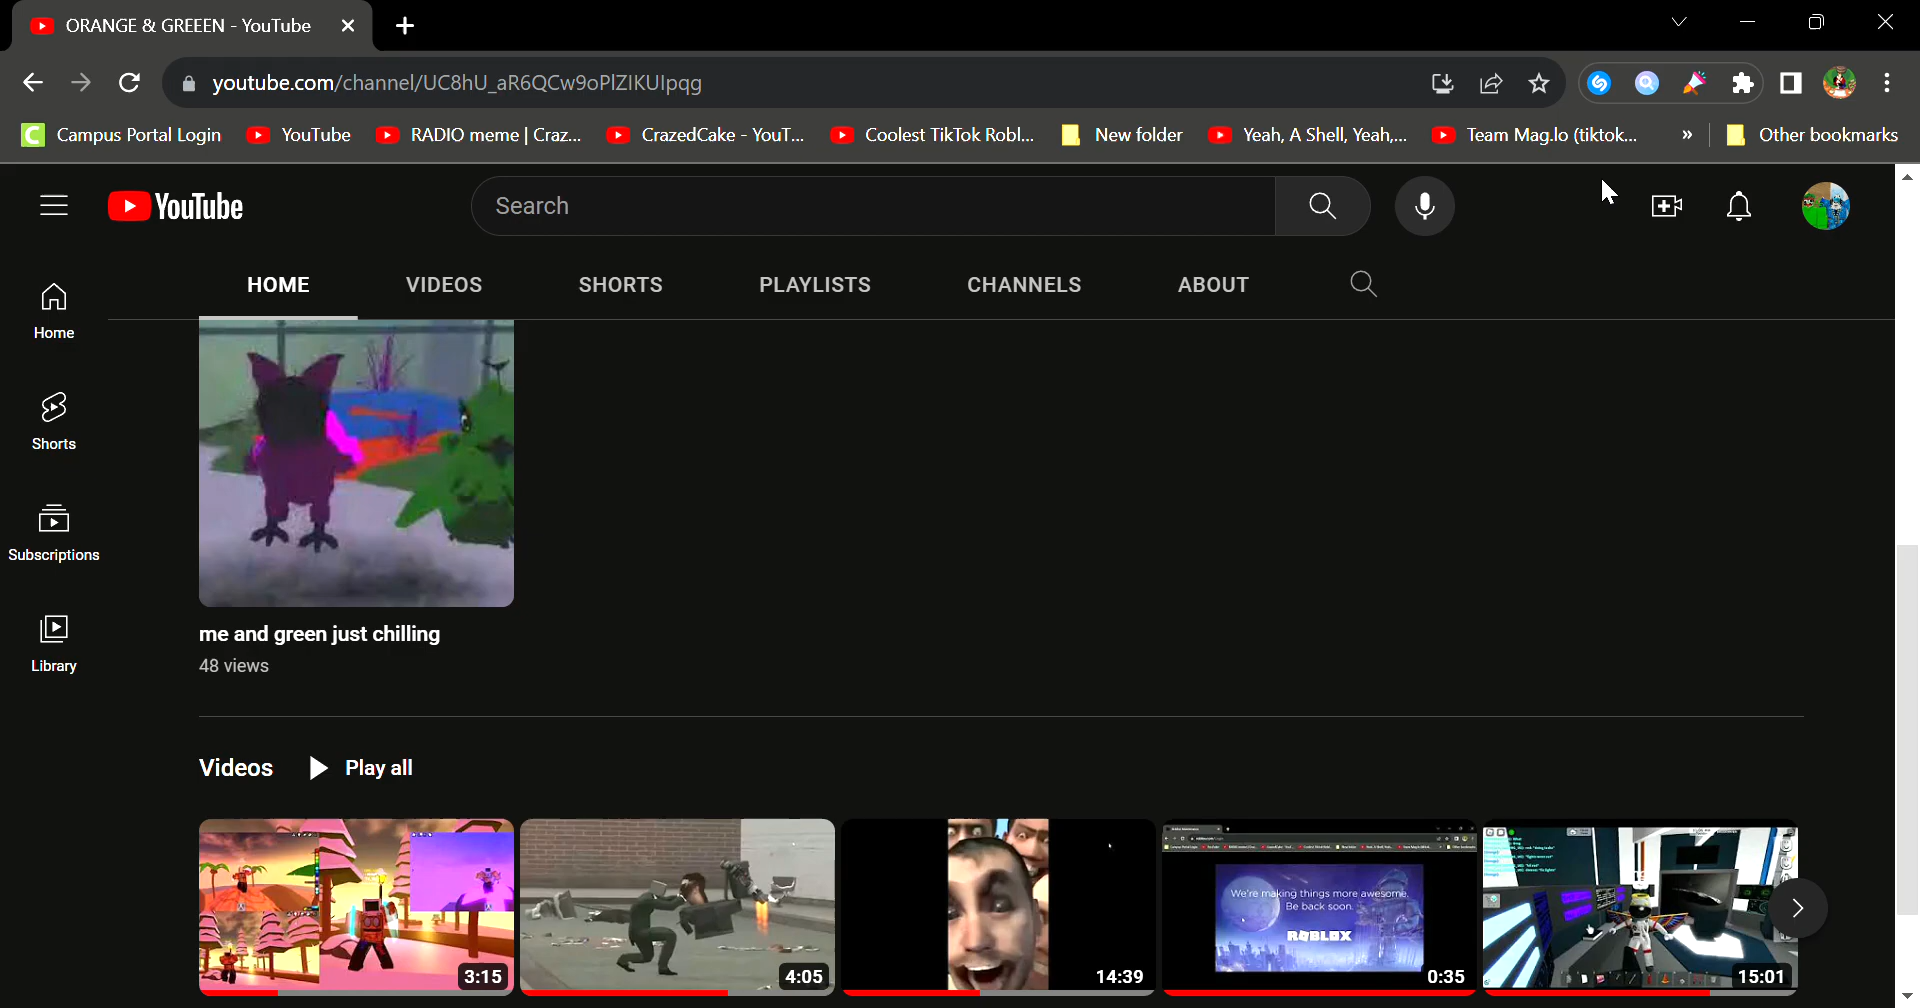 ORANGE & GREEEN - YouTube
youtube.com/channel/UC8hU_aR6QCw9oPlZIKUlpqg
Campus Portal Login YouTube RADIO meme | Craz... CrazedCake - YouT... Coolest TikTok Robl... New folder Yeah, A Shell, Yeah,... Team Mag.lo (tiktok... » Other bookmarks
YouTube Search
HOME VIDEOS SHORTS PLAYLISTS CHANNELS ABOUT
Home
Shorts
Subscriptions
Library
me and green just chilling
48 views
Videos Play all
We're making things more awesome.
Be back soon.
ROBLOX
3:15 4:05 14:39 0:35 15:01